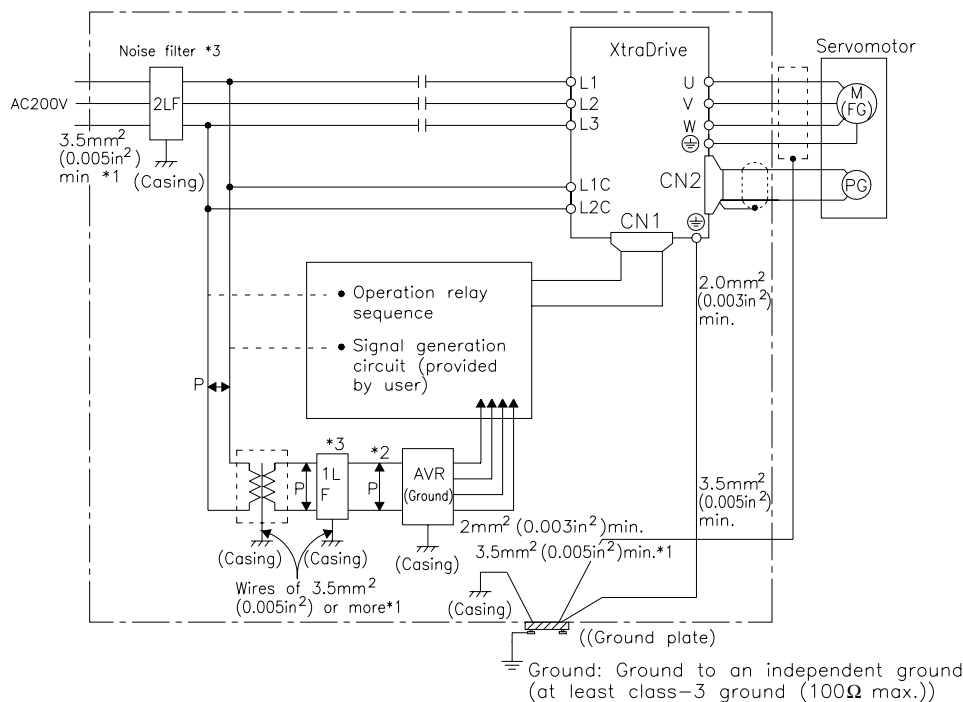 Noise filter *3
AC200V
2LF
3.5mm²
(0.005in²)
min *1
(Casing)
XtraDrive
L1
L2
L3
L1C
L2C
U
V
W
CN2
CN1
Servomotor
M
(FG)
PG
• Operation relay
sequence
• Signal generation
circuit (provided
by user)
P
2.0mm²
(0.003in²)
min.
*3
*2
P
1L
F
P
AVR
(Ground)
3.5mm²
(0.005in²)
min.
(Casing)
(Casing)
(Casing)
2mm² (0.003in²)min.
3.5mm² (0.005in²)min.*1
Wires of 3.5mm²
(0.005in²) or more*1
(Casing)
((Ground plate)
Ground: Ground to an independent ground
(at least class-3 ground (100Ω max.))